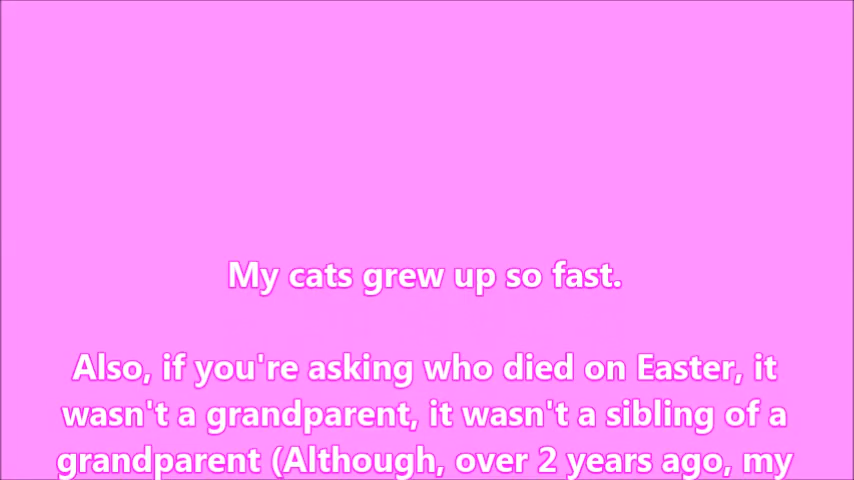 My cats grew up so fast.
Also, if you're asking who died on Easter, it
wasn't a grandparent, it wasn't a sibling of a
grandparent (Although, over 2 years ago, my